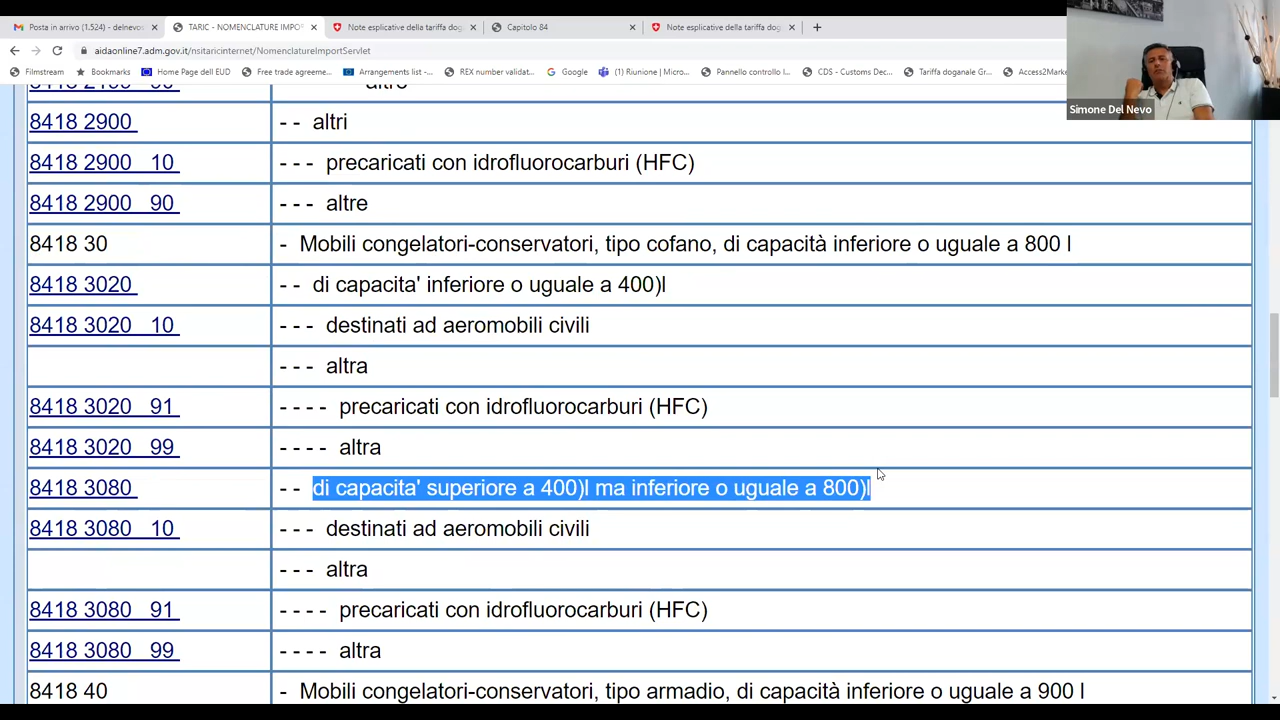 Posta in arrivo (1.524) - delnevos
TARIC - NOMENCLATURE IMPOR
Note esplicative della tariffa dog
Capitolo 84
Note esplicative della tariffa dog
aidaonline7.adm.gov.it/nsitaricinternet/NomenclatureImportServlet
Filmstream
Bookmarks
Home Page dell EUD
Free trade agreeme...
Arrangements list -...
REX number validat...
Google
(1) Riunione | Micro...
Pannello controllo I...
CDS - Customs Dec...
Tariffa doganale Gr...
Access2Mark
Simone Del Nevo
altre
8418 2900 - - altri
8418 2900 10 - - - precaricati con idrofluorocarburi (HFC)
8418 2900 90 - - - altre
8418 30 - Mobili congelatori-conservatori, tipo cofano, di capacità inferiore o uguale a 800 l
8418 3020 - - di capacita' inferiore o uguale a 400)l
8418 3020 10 - - - destinati ad aeromobili civili
- - - altra
8418 3020 91 - - - - precaricati con idrofluorocarburi (HFC)
8418 3020 99 - - - - altra
8418 3080 - - di capacita' superiore a 400)l ma inferiore o uguale a 800)l
8418 3080 10 - - - destinati ad aeromobili civili
- - - altra
8418 3080 91 - - - - precaricati con idrofluorocarburi (HFC)
8418 3080 99 - - - - altra
8418 40 - Mobili congelatori-conservatori, tipo armadio, di capacità inferiore o uguale a 900 l